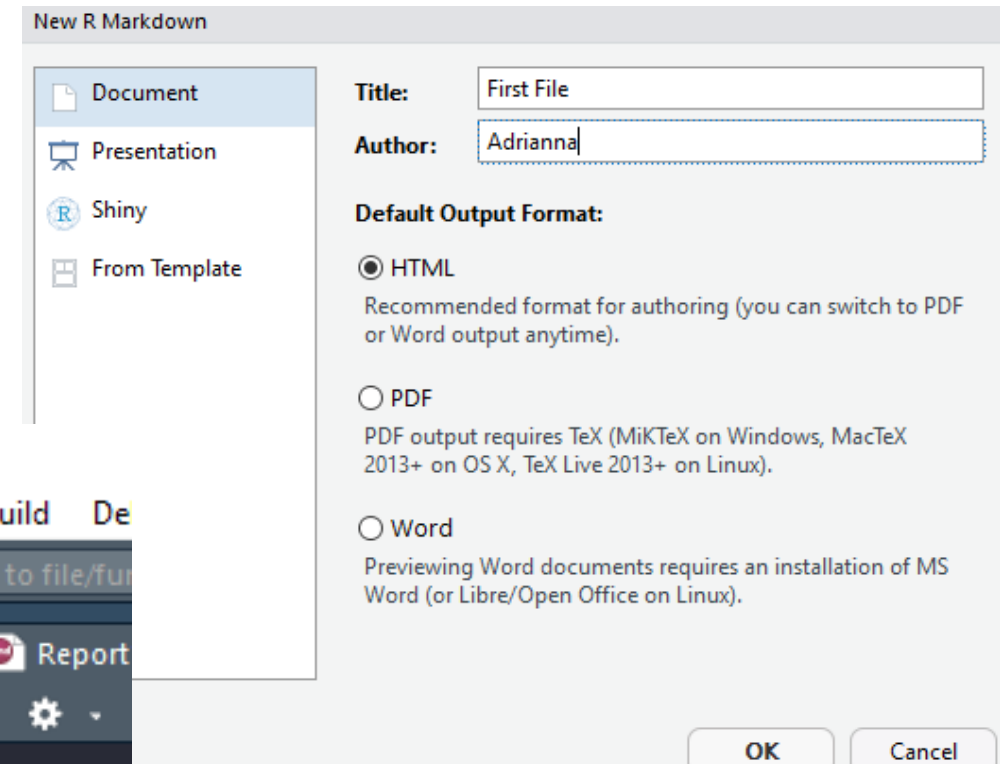 New R Markdown
Document
Presentation
Shiny
From Template
Title:
First File
Author:
Adrianna
Default Output Format:
HTML
Recommended format for authoring (you can switch to PDF
or Word output anytime).
PDF
PDF output requires TeX (MiKTeX on Windows, MacTeX
2013+ on OS X, TeX Live 2013+ on Linux).
Word
Previewing Word documents requires an installation of MS
Word (or Libre/Open Office on Linux).
OK
Cancel
uild De
to file/fun
Report